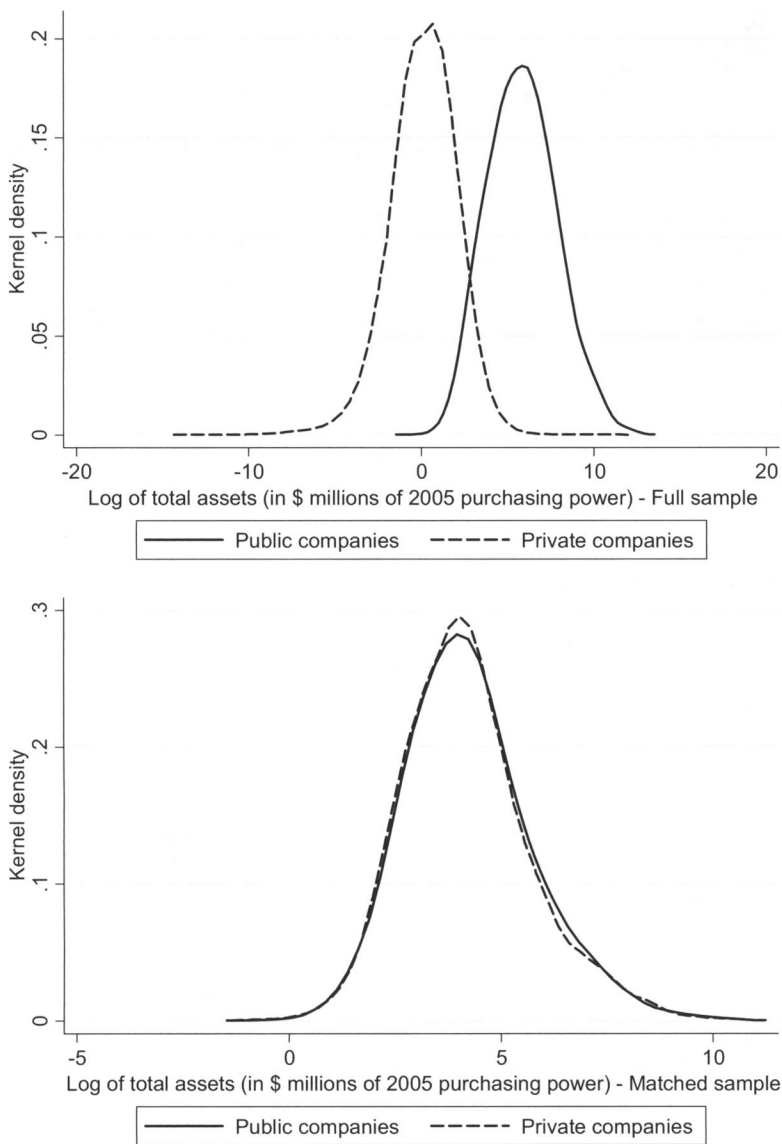 .2
.15
.1
.05
0
Kernel density
-20
-10
0
10
20
Log of total assets (in $ millions of 2005 purchasing power) - Full sample
Public companies
Private companies
.3
.2
.1
0
Kernel density
-5
0
5
10
Log of total assets (in $ millions of 2005 purchasing power) - Matched sample
Public companies
Private companies